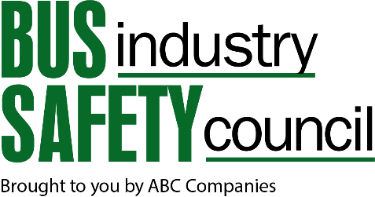 BUS industry
SAFETY council
Brought to you by ABC Companies